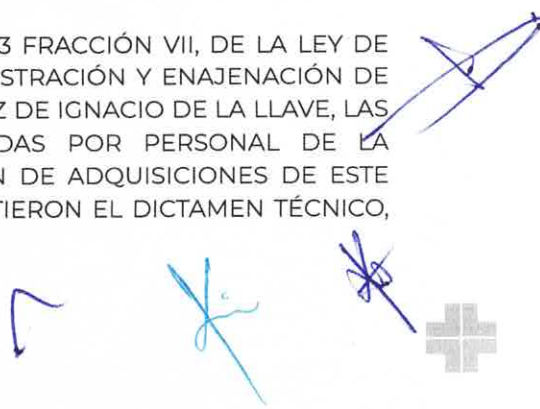 3 FRACCIÓN VII, DE LA LEY DE
STRACIÓN Y ENAJENACIÓN DE
Z DE IGNACIO DE LA LLAVE, LAS
DAS POR PERSONAL DE LA
N DE ADQUISICIONES DE ESTE
TIERON EL DICTAMEN TÉCNICO,